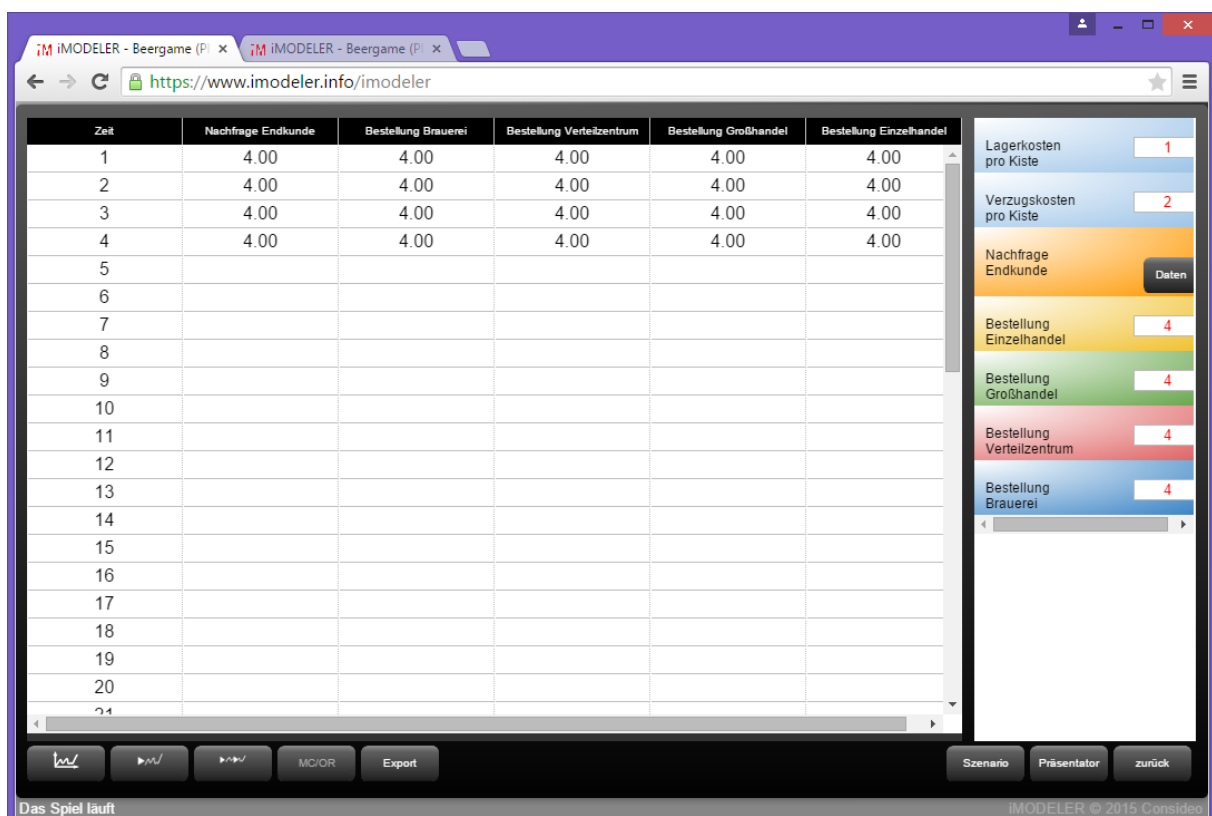 iMODELER - Beergame (Pl
iMODELER - Beergame (Pl
https://www.imodeler.info/imodeler
Zeit Nachfrage Endkunde Bestellung Brauerei Bestellung Verteilzentrum Bestellung Großhandel Bestellung Einzelhandel
1 4.00 4.00 4.00 4.00 4.00
2 4.00 4.00 4.00 4.00 4.00
3 4.00 4.00 4.00 4.00 4.00
4 4.00 4.00 4.00 4.00 4.00
5
6
7
8
9
10
11
12
13
14
15
16
17
18
19
20
21
Lagerkosten
pro Kiste 1
Verzugskosten
pro Kiste 2
Nachfrage
Endkunde Daten
Bestellung
Einzelhandel 4
Bestellung
Großhandel 4
Bestellung
Verteilzentrum 4
Bestellung
Brauerei 4
MC/OR Export Szenario Präsentator zurück
Das Spiel läuft iMODELER © 2015 Consideo